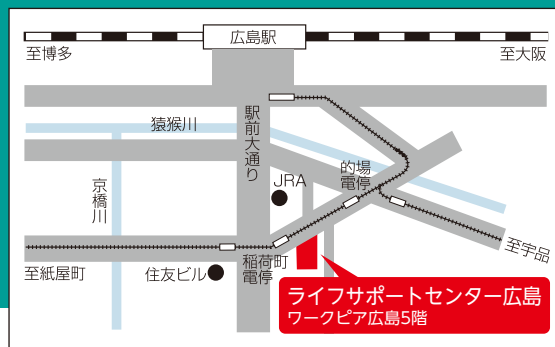 広島駅
至博多
至大阪
猿猴川
駅前大通り
的場
電停
京橋川
JRA
至宇品
稲荷町
電停
至紙屋町
住友ビル
ライフサポートセンター広島
ワークピア広島5階